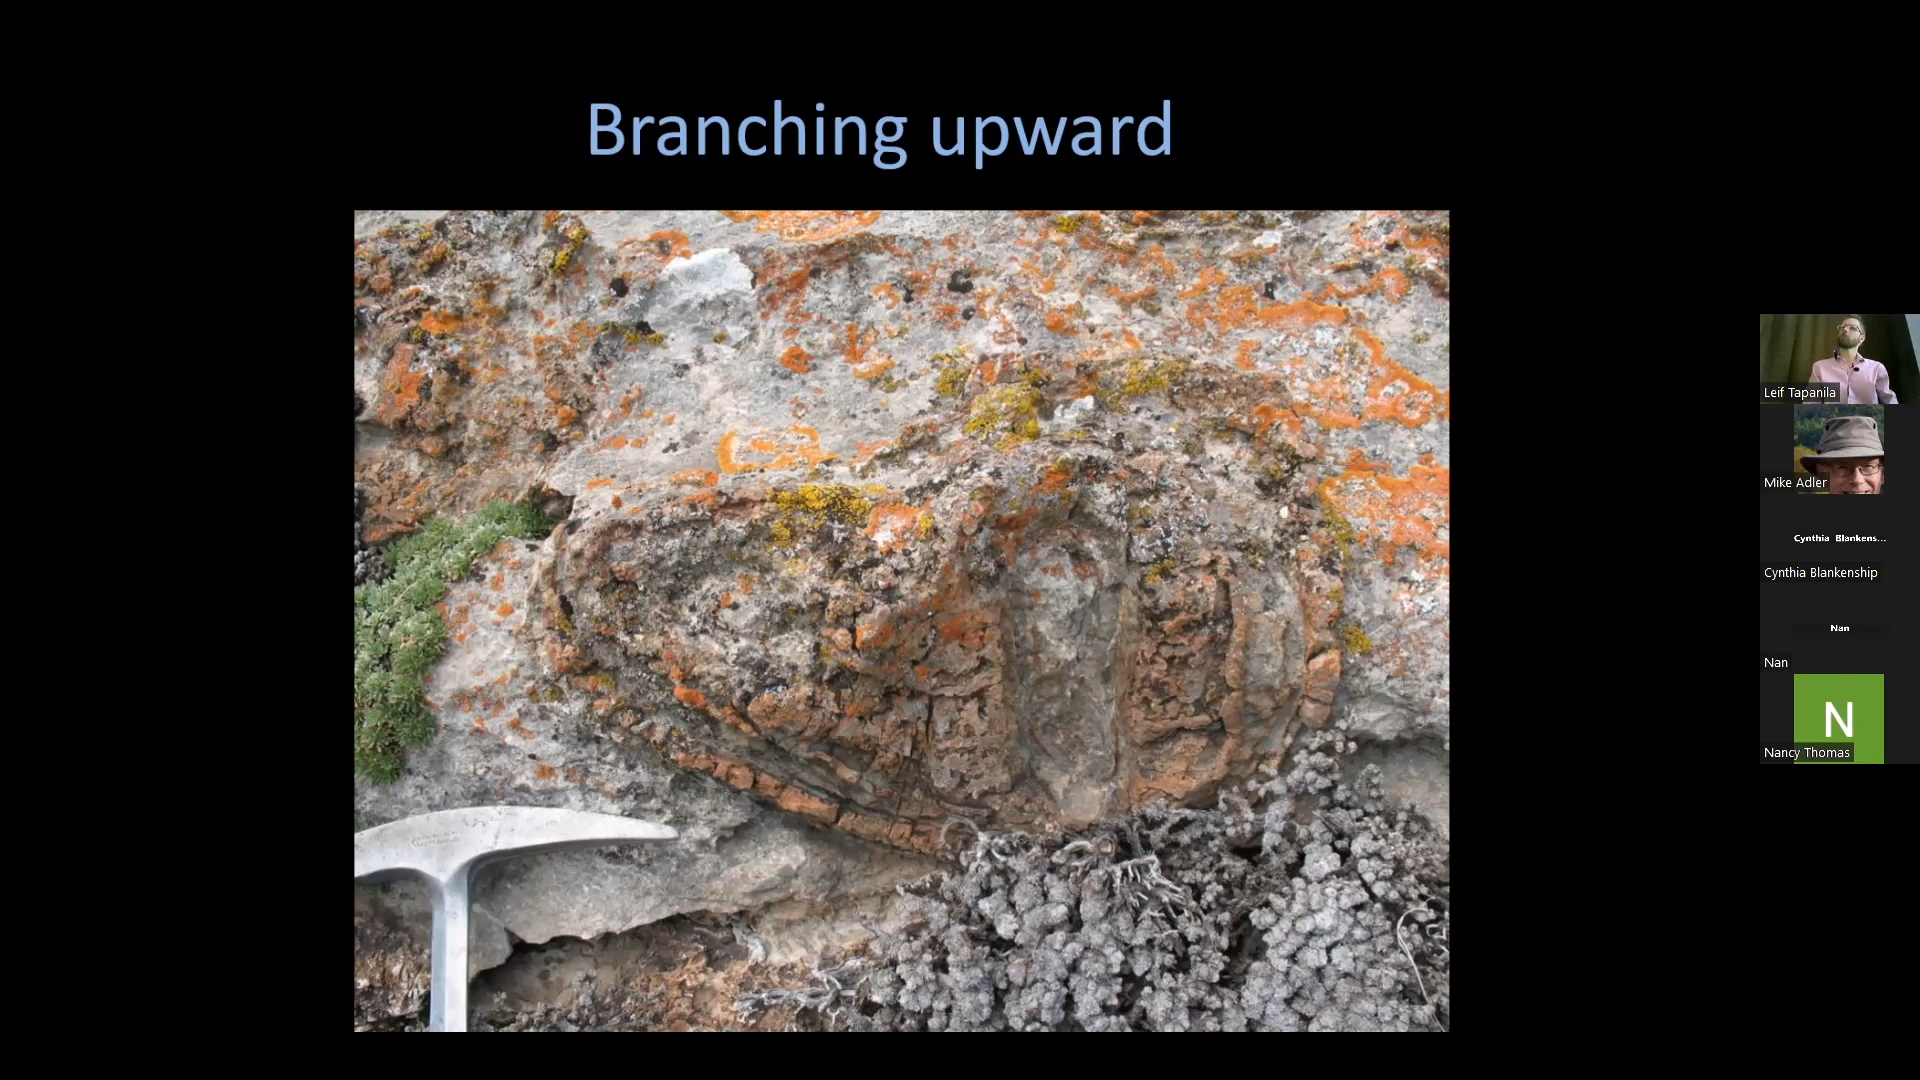 Branching upward
Leif Tapanila
Mike Adler
Cynthia Blankens...
Cynthia Blankenship
Nan
Nan
N
Nancy Thomas